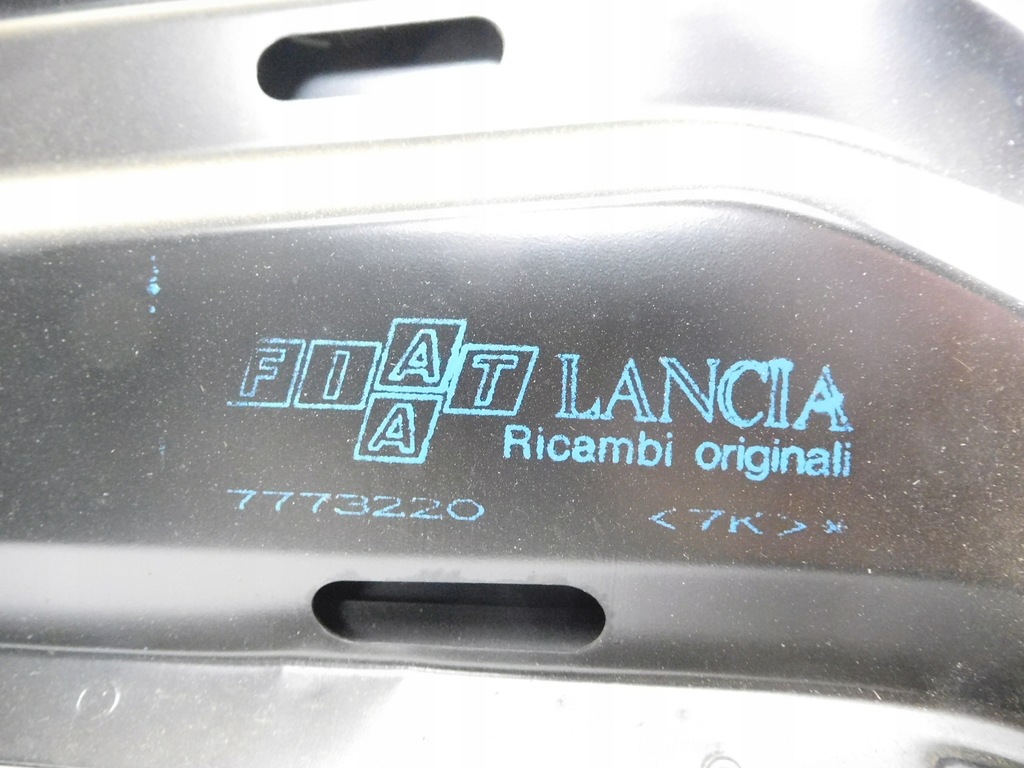 FIAT LANCIA
A
Ricambi originali
7773220 <7K>*